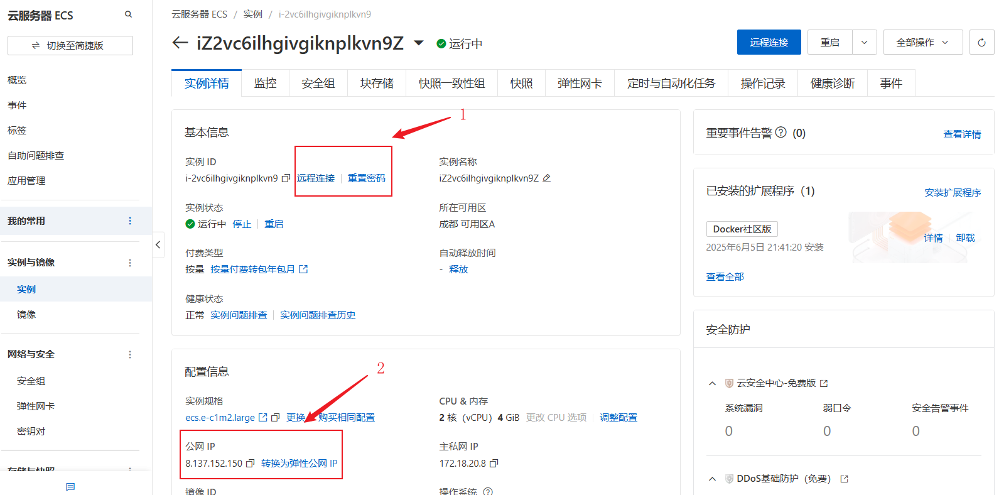 云服务器 ECS
切换至简捷版
概览
事件
标签
自助问题排查
应用管理
我的常用
实例与镜像
实例
镜像
网络与安全
安全组
弹性网卡
密钥对
存储与快照
云服务器 ECS / 实例 / i-2vc6ilhgivgiknplkvn9
iZ2vc6ilhgivgiknplkvn9Z 运行中
远程连接 重启 全部操作
实例详情 监控 安全组 块存储 快照一致性组 快照 弹性网卡 定时与自动化任务 操作记录 健康诊断 事件
1
基本信息
实例 ID
i-2vc6ilhgivgiknplkvn9 远程连接 重置密码
实例名称
iZ2vc6ilhgivgiknplkvn9Z
实例状态
运行中 停止 重启
所在可用区
成都 可用区A
付费类型
按量 按量付费转包年包月
自动释放时间
- 释放
健康状态
正常 实例问题排查 实例问题排查历史
2
配置信息
实例规格
ecs.e-c1m2.large 更换 购买相同配置
CPU & 内存
2 核（vCPU） 4 GiB 更改 CPU 选项 调整配置
公网 IP
8.137.152.150 转换为弹性公网 IP
主私网 IP
172.18.20.8
镜像 ID
操作系统
重要事件告警 (0)
查看详情
已安装的扩展程序（1）
安装扩展程序
Docker社区版
2025年6月5日 21:41:20 安装
详情 卸载
查看全部
安全防护
云安全中心-免费版
系统漏洞 弱口令 安全告警事件
0 0 0
DDoS基础防护（免费）